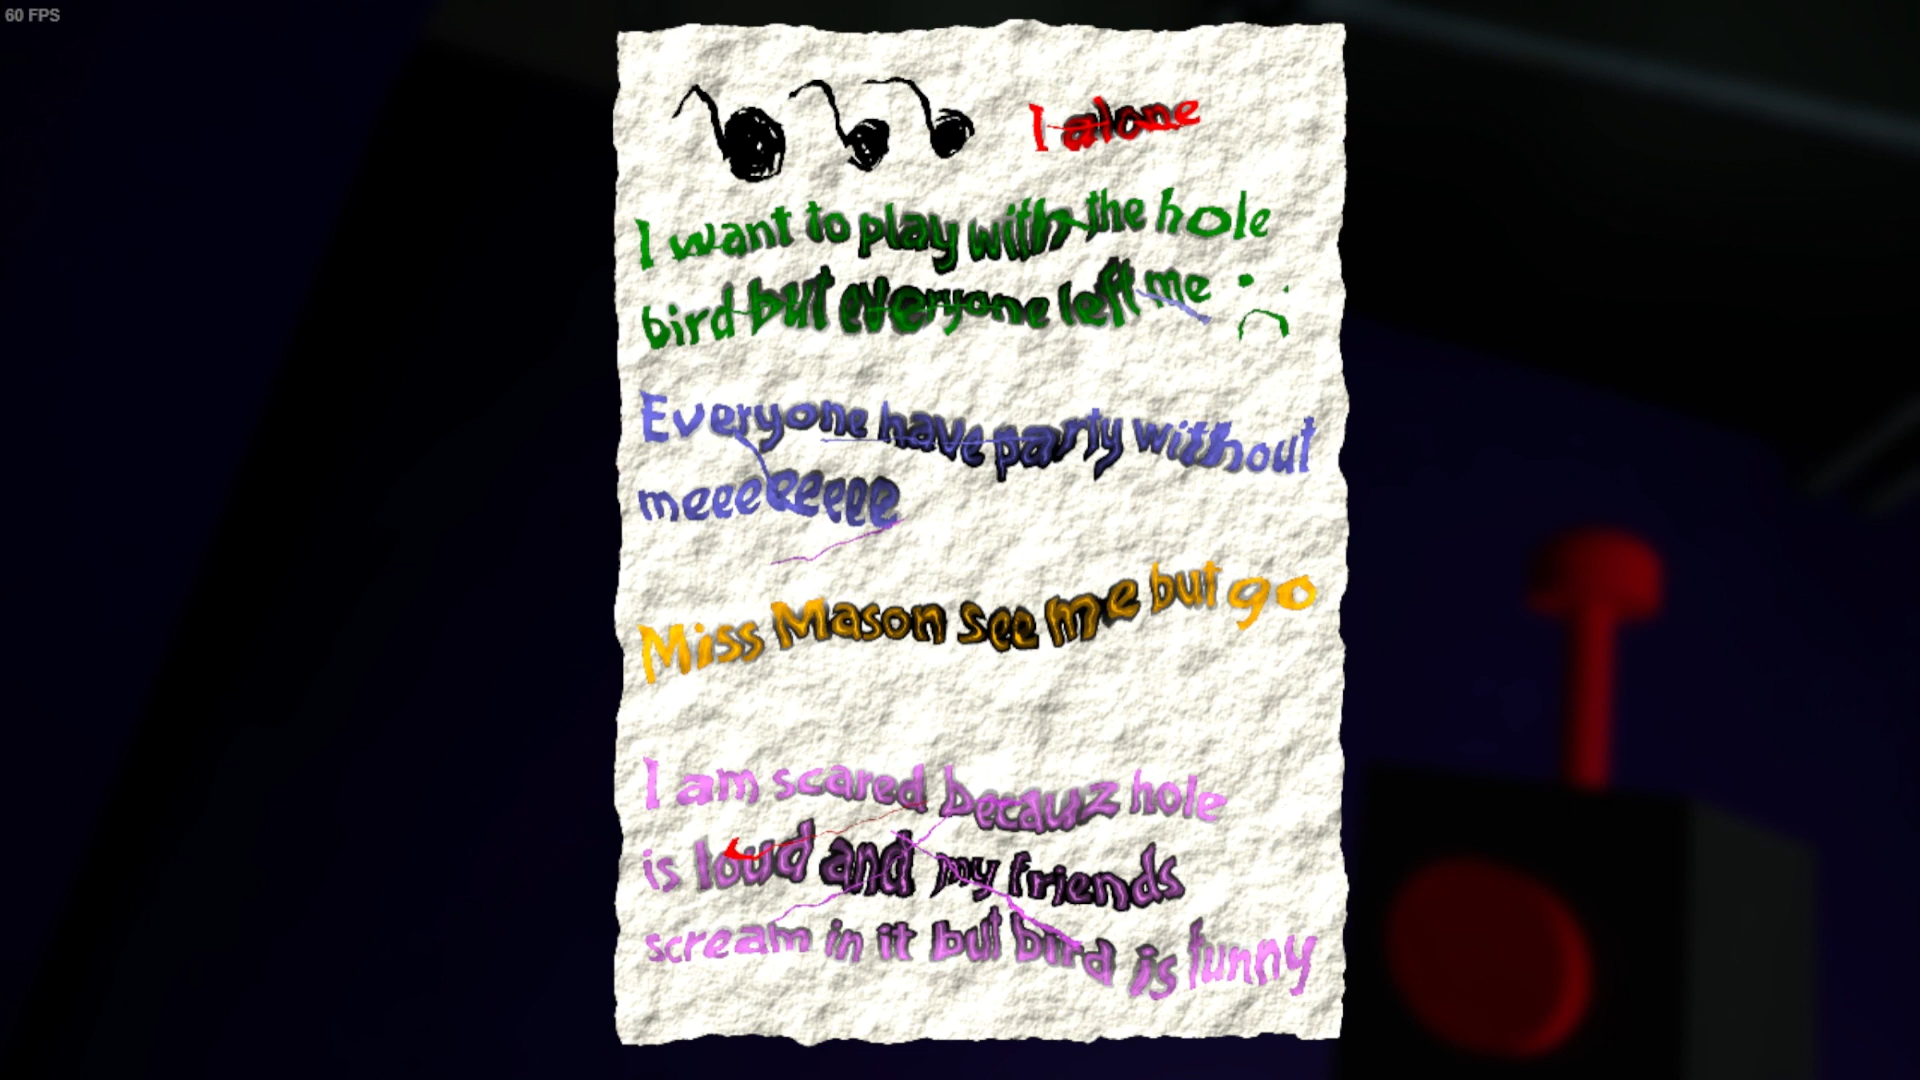 60 FPS
I alone
I want to play with the hole
bird but everyone left me :(
Everyone have party without
meeeeeeee
Miss Mason see me but go
I am scared becauz hole
is loud and my friends
scream in it but bird is funny